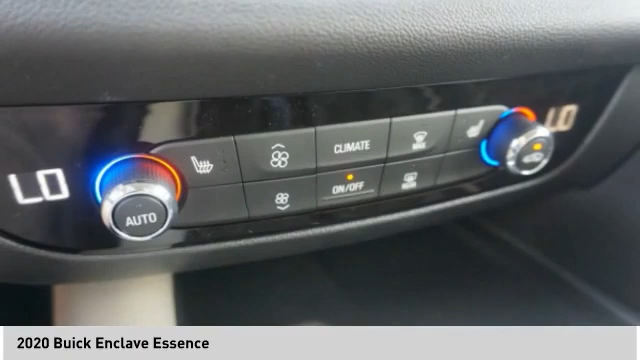 LO
AUTO
CLIMATE
ON/OFF
LO
2020 Buick Enclave Essence